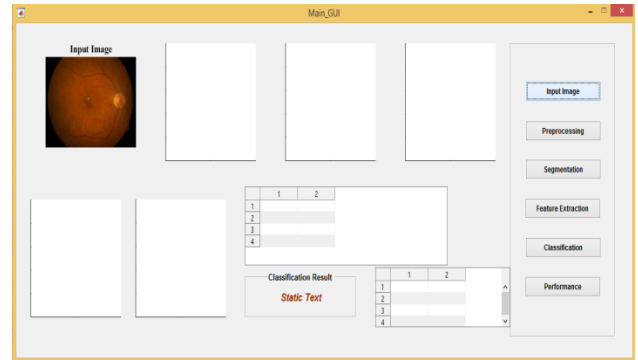 Main_GUI
Input Image
Input Image
Preprocessing
Segmentation
Feature Extraction
Classification
Performance
1 2
1
2
3
4
Classification Result
Static Text
1 2
1
2
3
4